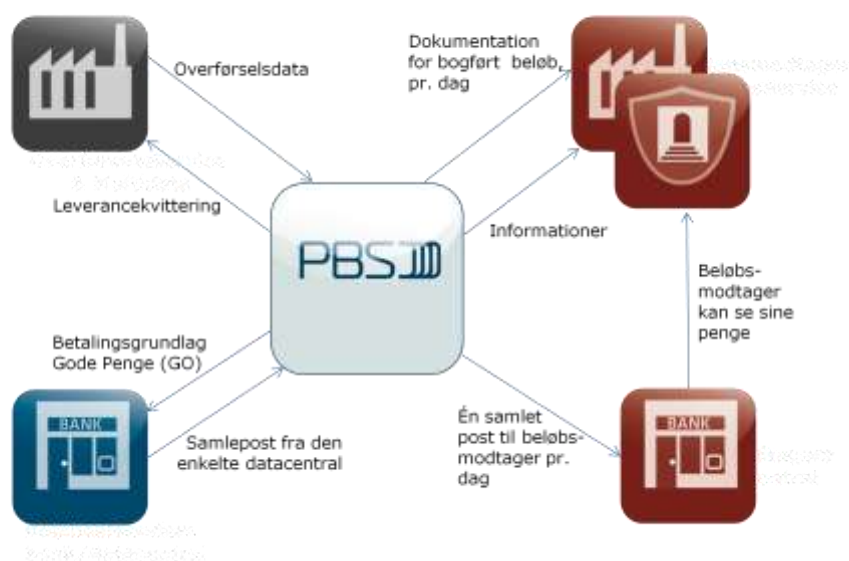 Overførselsdata
Dokumentation
for bogført beløb,
pr. dag
Leverancekvittering
PBS
Informationer
Beløbs-
modtager
kan se sine
penge
Betalingsgrundlag
Gode Penge (GO)
BANK
Samlepost fra den
enkelte datacentral
Én samlet
post til beløbs-
modtager pr.
dag
BANK